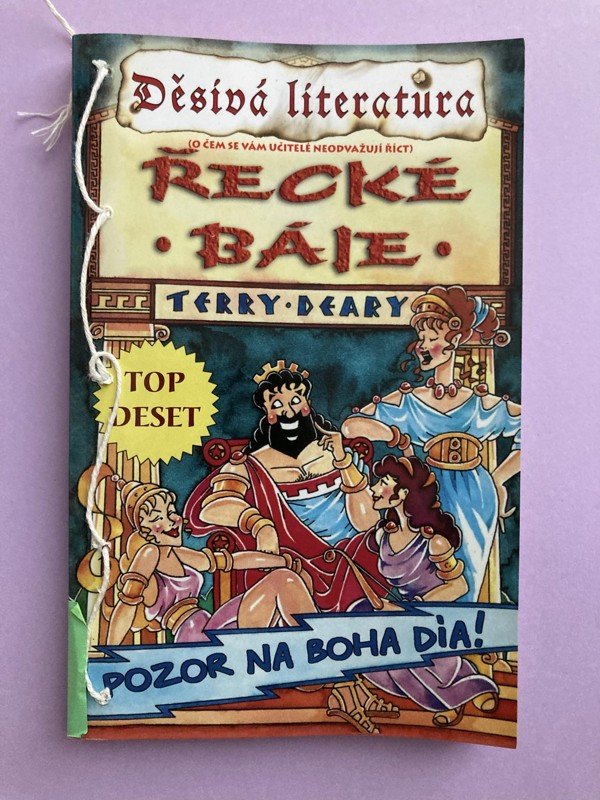 Děsivá literatura
(O ČEM SE VÁM UČITELÉ NEODVAŽUJÍ ŘÍCT)
ŘECKÉ
· BÁJE ·
TERRY · DEARY
TOP
DESET
POZOR NA BOHA DIA!